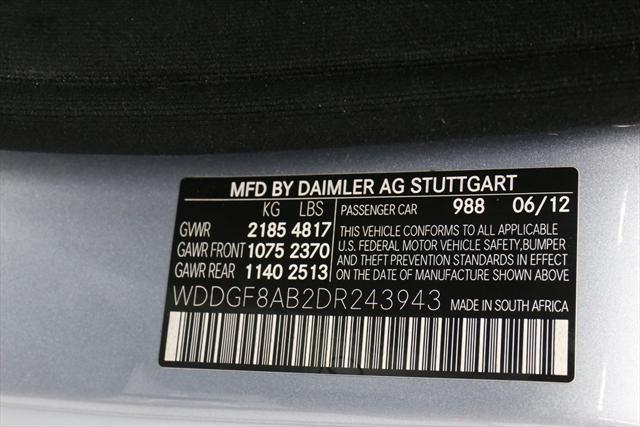 MFD BY DAIMLER AG STUTTGART
KG LBS
GVWR 2185 4817
GAWR FRONT 1075 2370
GAWR REAR 1140 2513
PASSENGER CAR 988 06/12
THIS VEHICLE CONFORMS TO ALL APPLICABLE
U.S. FEDERAL MOTOR VEHICLE SAFETY,BUMPER
AND THEFT PREVENTION STANDARDS IN EFFECT
ON THE DATE OF MANUFACTURE SHOWN ABOVE
WDDGF8AB2DR243943 MADE IN SOUTH AFRICA